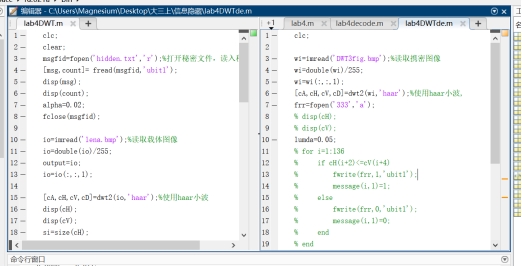 编辑器 - C:\Users\Magnesium\Desktop\大三上\信息隐藏\lab4DWTde.m
lab4DWT.m × +
1 clc;
2 clear;
3 msgfid=fopen('hidden.txt','r');%打开秘密文件，读入
4 [msg,count]= fread(msgfid,'ubit1');
5 disp(msg);
6 disp(count);
7 alpha=0.02;
8 fclose(msgfid);
9
10 io=imread('lena.bmp');%读取载体图像
11 io=double(io)/255;
12 output=io;
13 io=io(:,:,1);
14
15 [cA,cH,cV,cD]=dwt2(io,'haar');%使用haar小波
16 disp(cH);
17 disp(cV);
18 si=size(cH);
+1 lab4.m × lab4decode.m × lab4DWTde.m × +
1 clc;
2
3 wi=imread('DWT3fig.bmp');%读取携密图像
4 wi=double(wi)/255;
5 wi=wi(:,:,1);
6 [cA,cH,cV,cD]=dwt2(wi,'haar');%使用haar小波,
7 frr=fopen('333','a');
8 % disp(cH);
9 % disp(cV);
10 lumda=0.05;
11 % for i=1:136
12 % if cH(i+2)<=cV(i+4)
13 % fwrite(frr,1,'ubit1');
14 % message(i,1)=1;
15 % else
16 % fwrite(frr,0,'ubit1');
17 % message(i,1)=0;
18 % end
19 % end
命令行窗口